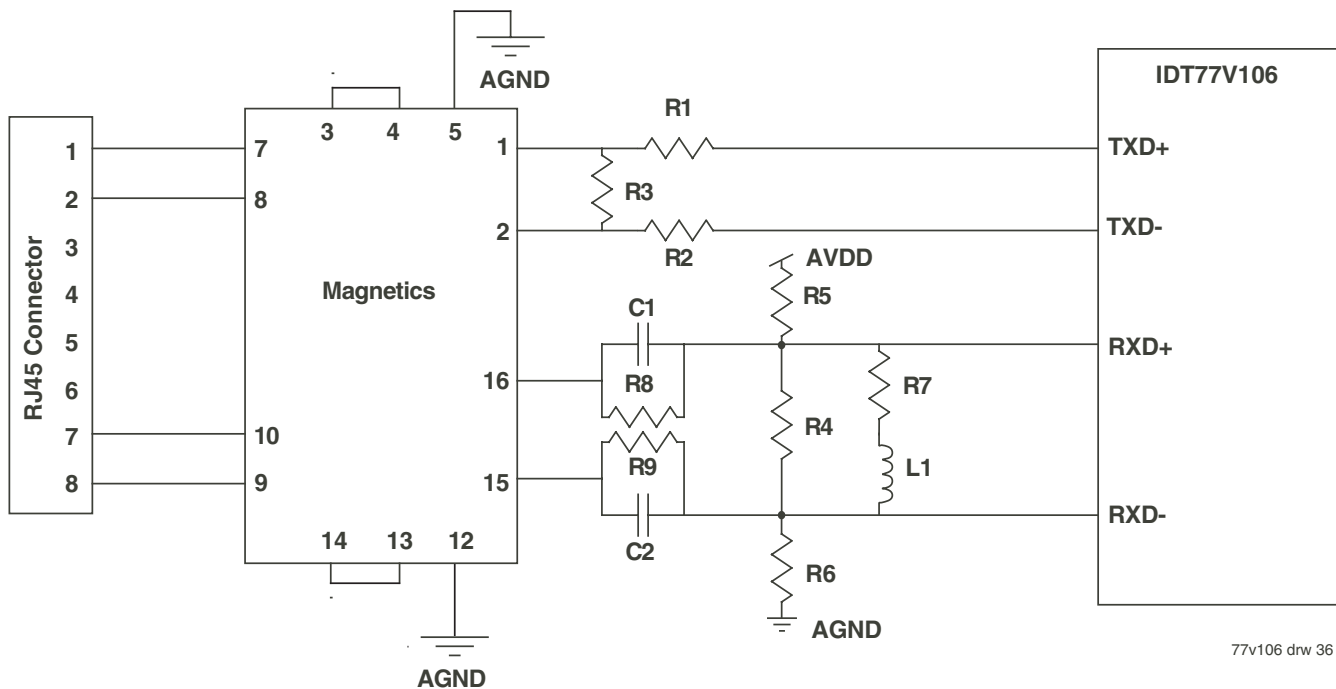 AGND
IDT77V106
RJ45 Connector
1
2
3
4
5
6
7
8
Magnetics
3
4
5
7
8
10
9
14
13
12
1
2
16
15
R1
R3
R2
AVDD
R5
C1
R8
R4
R7
L1
R9
C2
R6
AGND
AGND
TXD+
TXD-
RXD+
RXD-
77v106 drw 36